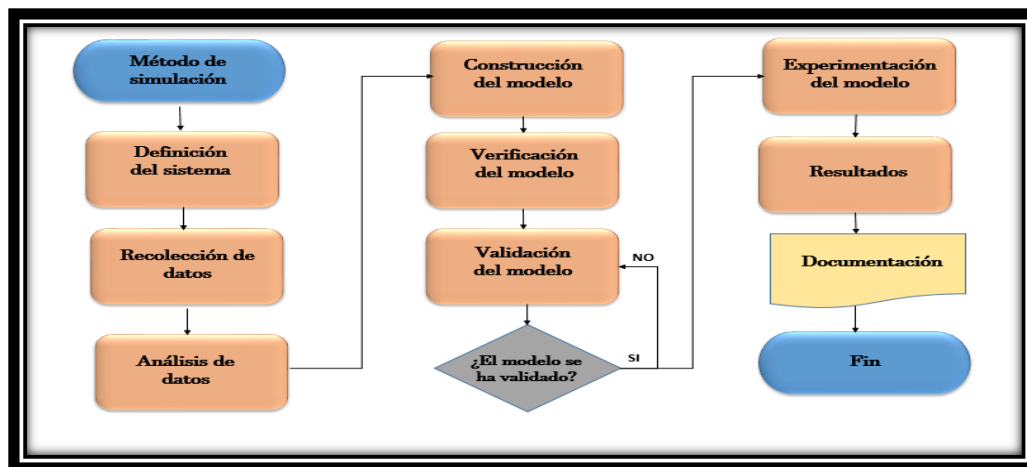 Método de
simulación
Definición
del sistema
Recolección de
datos
Análisis de
datos
Construcción
del modelo
Verificación
del modelo
Validación
del modelo
NO
¿El modelo se
ha validado?
SI
Experimentación
del modelo
Resultados
Documentación
Fin